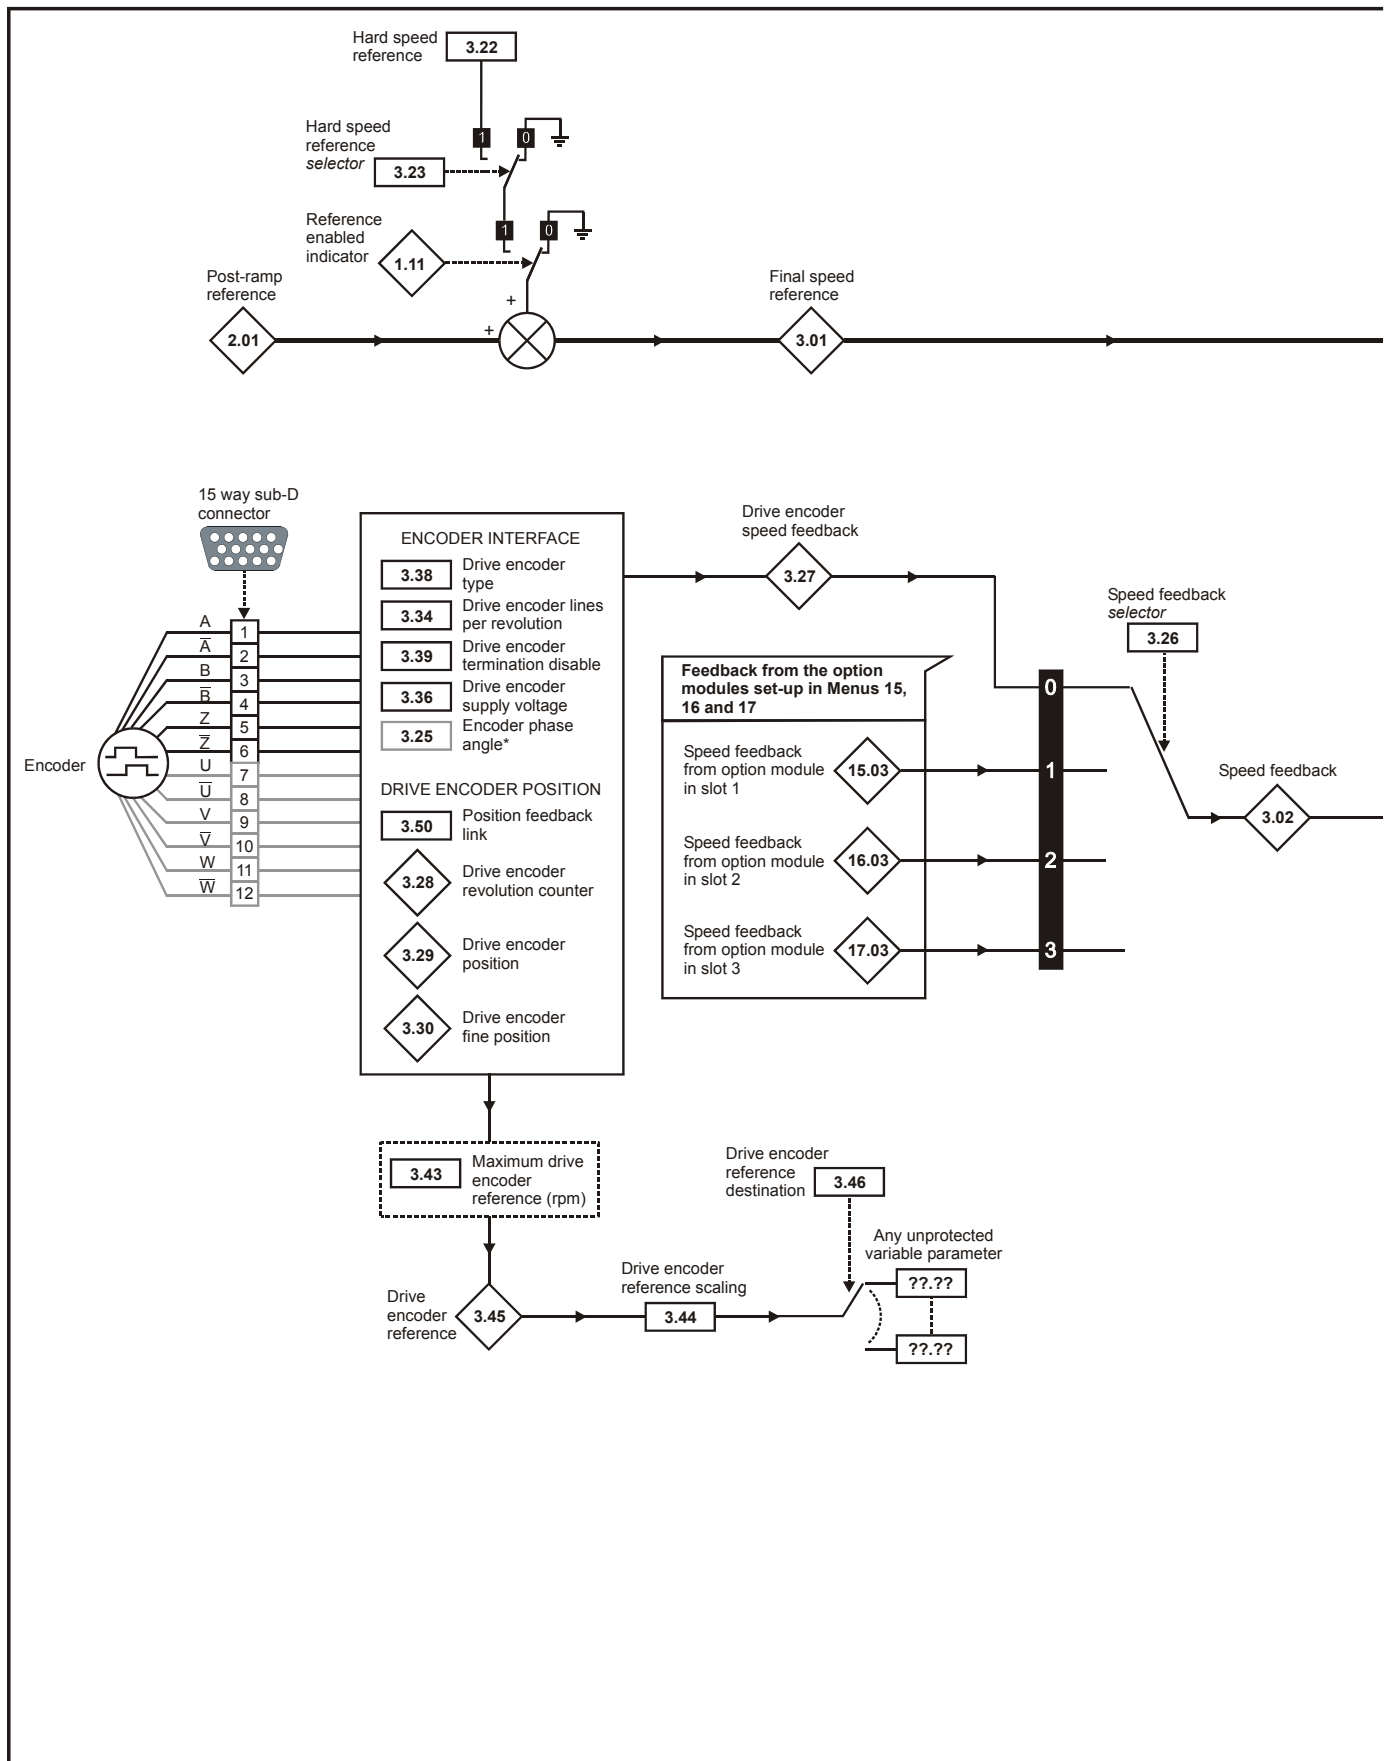 Hard speed
reference
3.22
Hard speed
reference
selector
1
0
3.23
Reference
enabled
indicator
1
0
1.11
Post-ramp
reference
2.01
+
+
Final speed
reference
3.01
15 way sub-D
connector
Encoder
A
1
A̅
2
B
3
B̅
4
Z
5
Z̅
6
U
7
U̅
8
V
9
V̅
10
W
11
W̅
12
ENCODER INTERFACE
3.38
Drive encoder
type
3.34
Drive encoder lines
per revolution
3.39
Drive encoder
termination disable
3.36
Drive encoder
supply voltage
3.25
Encoder phase
angle*
DRIVE ENCODER POSITION
3.50
Position feedback
link
3.28
Drive encoder
revolution counter
3.29
Drive encoder
position
3.30
Drive encoder
fine position
Drive encoder
speed feedback
3.27
Feedback from the option
modules set-up in Menus 15,
16 and 17
Speed feedback
from option module
in slot 1
15.03
Speed feedback
from option module
in slot 2
16.03
Speed feedback
from option module
in slot 3
17.03
0
1
2
3
Speed feedback
selector
3.26
Speed feedback
3.02
3.43
Maximum drive
encoder
reference (rpm)
Drive
encoder
reference
3.45
Drive encoder
reference scaling
3.44
Drive encoder
reference
destination
3.46
Any unprotected
variable parameter
??.??
??.??